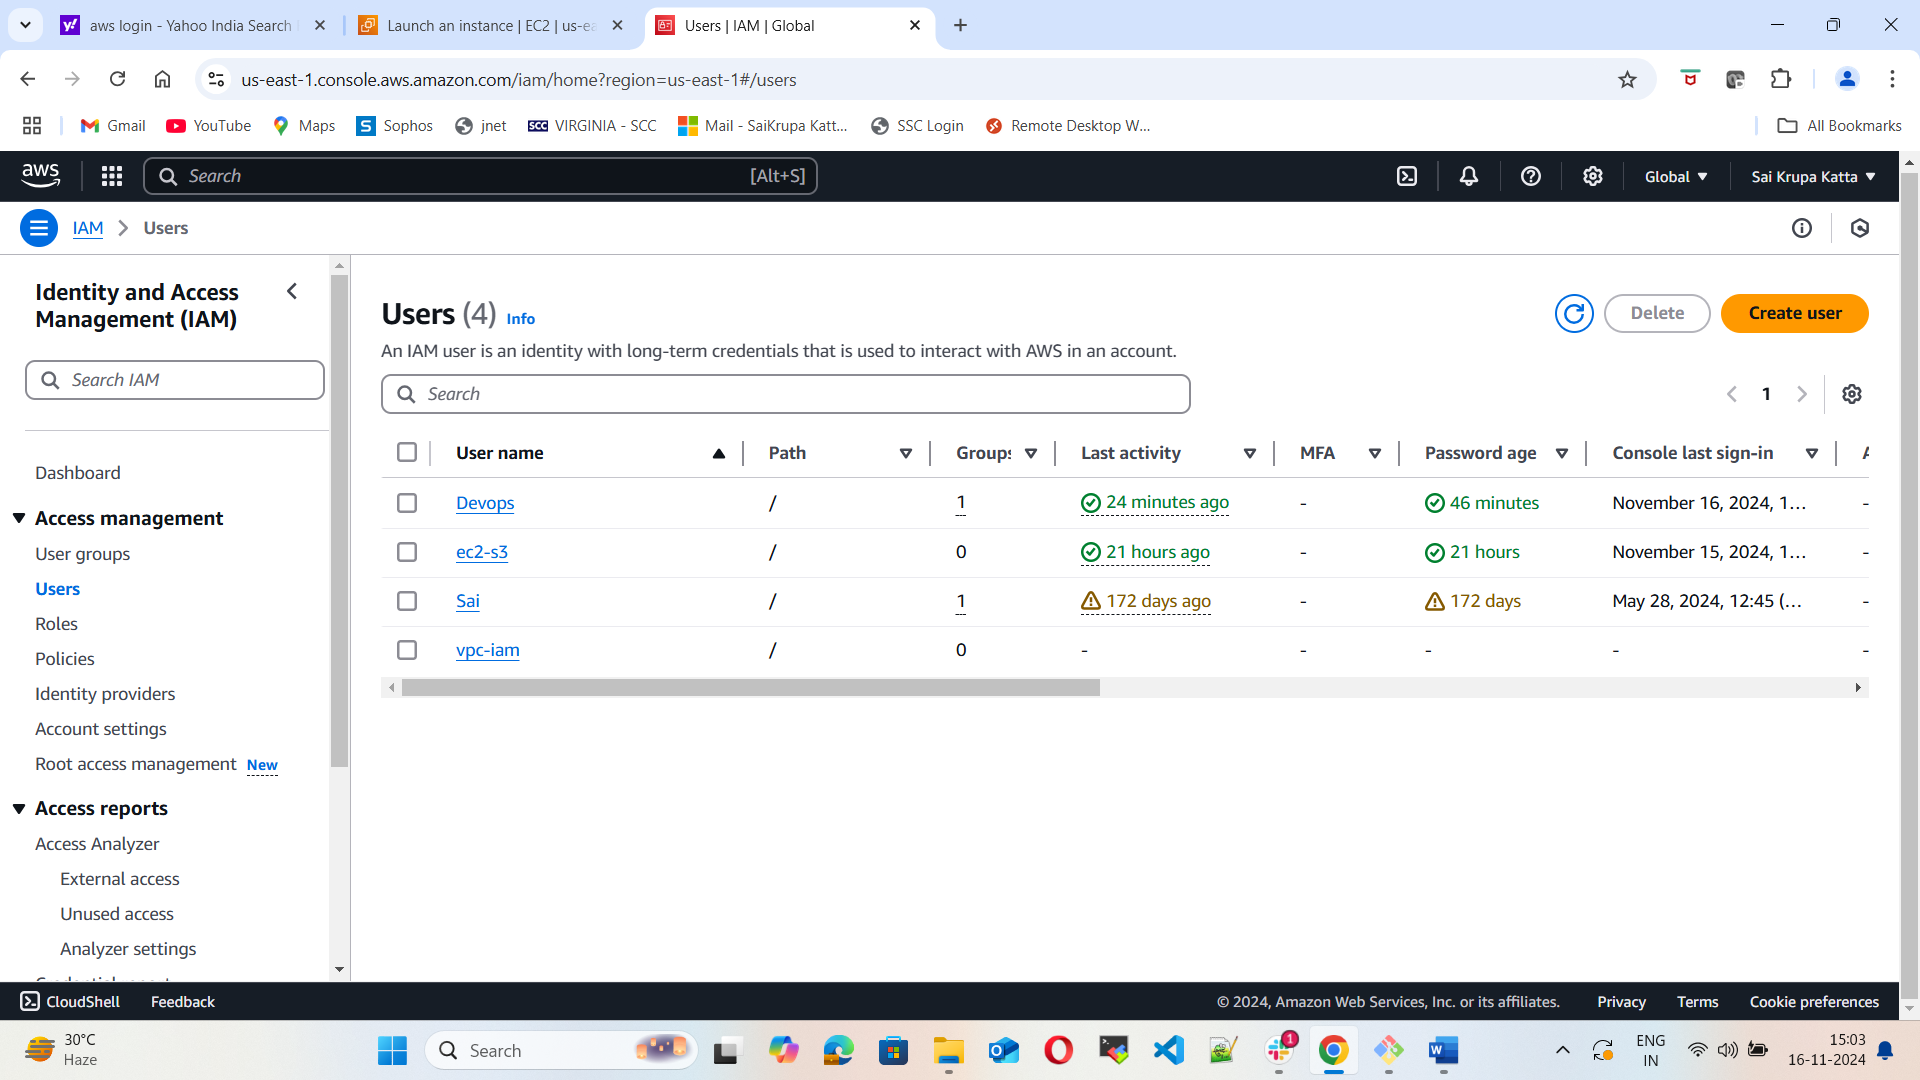 aws login - Yahoo India Search
Launch an instance | EC2 | us-ea
Users | IAM | Global
us-east-1.console.aws.amazon.com/iam/home?region=us-east-1#/users
Gmail
YouTube
Maps
Sophos
jnet
SCC VIRGINIA - SCC
Mail - SaiKrupa Katt...
SSC Login
Remote Desktop W...
All Bookmarks
aws
Search
[Alt+S]
Global
Sai Krupa Katta
IAM
Users
Identity and Access
Management (IAM)
Search IAM
Dashboard
Access management
User groups
Users
Roles
Policies
Identity providers
Account settings
Root access management New
Access reports
Access Analyzer
External access
Unused access
Analyzer settings
Users (4) Info
Delete
Create user
An IAM user is an identity with long-term credentials that is used to interact with AWS in an account.
Search
1
User name Path Groups Last activity MFA Password age Console last sign-in
Devops / 1 24 minutes ago - 46 minutes November 16, 2024, 1... -
ec2-s3 / 0 21 hours ago - 21 hours November 15, 2024, 1... -
Sai / 1 172 days ago - 172 days May 28, 2024, 12:45 (... -
vpc-iam / 0 - - - - -
CloudShell
Feedback
© 2024, Amazon Web Services, Inc. or its affiliates.
Privacy
Terms
Cookie preferences
30°C
Haze
Search
1
ENG
IN
15:03
16-11-2024